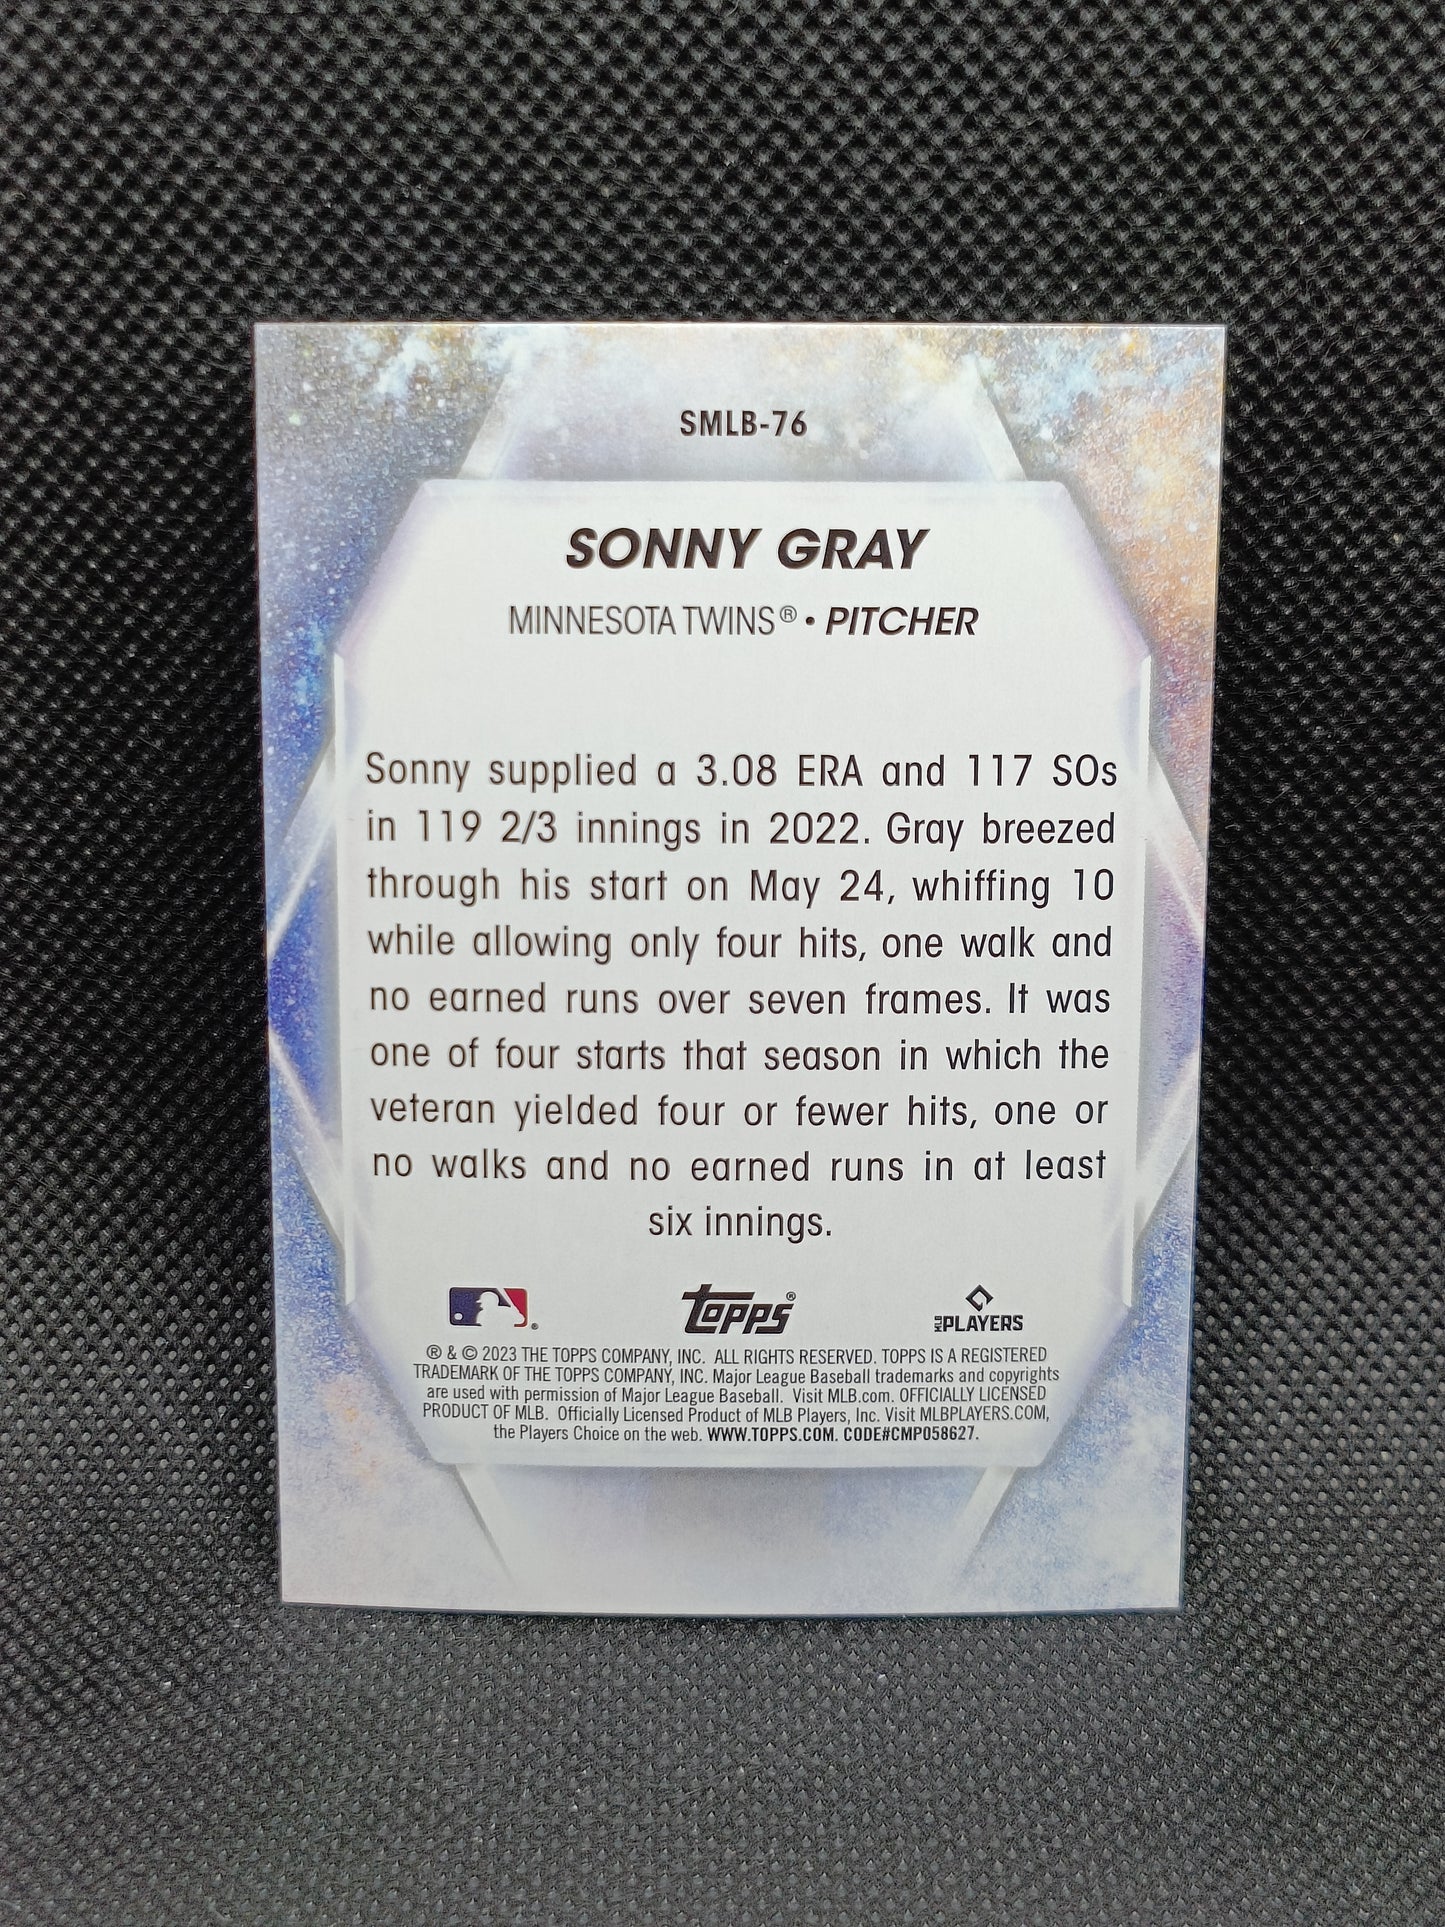 SMLB-76
SONNY GRAY
MINNESOTA TWINS® • PITCHER
Sonny supplied a 3.08 ERA and 117 SOs
in 119 2/3 innings in 2022. Gray breezed
through his start on May 24, whiffing 10
while allowing only four hits, one walk and
no earned runs over seven frames. It was
one of four starts that season in which the
veteran yielded four or fewer hits, one or
no walks and no earned runs in at least
six innings.
topps® MLB PLAYERS
® & © 2023 THE TOPPS COMPANY, INC. ALL RIGHTS RESERVED. TOPPS IS A REGISTERED
TRADEMARK OF THE TOPPS COMPANY, INC. Major League Baseball trademarks and copyrights
are used with permission of Major League Baseball. Visit MLB.com. OFFICIALLY LICENSED
PRODUCT OF MLB. Officially Licensed Product of MLB Players, Inc. Visit MLBPLAYERS.COM,
the Players Choice on the web. WWW.TOPPS.COM. CODE#CMP058627.